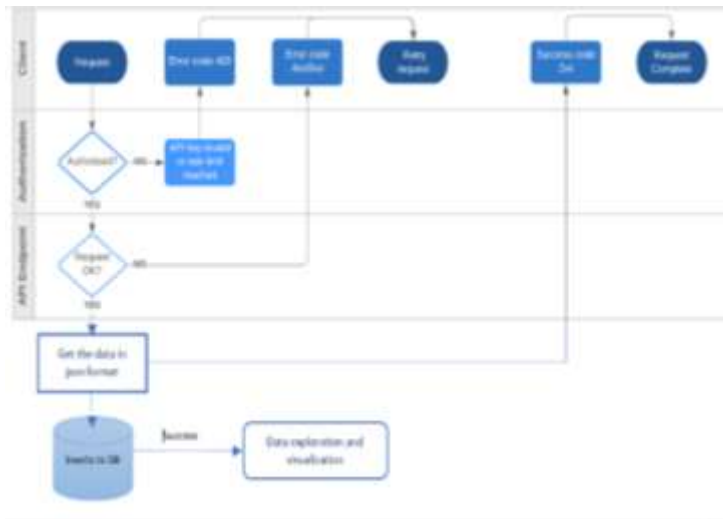 Client
Request
Error code 403
Error code
Retry
request
Success code
Request
Complete
Authorization
Authorized?
NO
API key invalid
or rate limit
reached
YES
API Endpoint
Request
OK?
NO
YES
Get the data in
json format
Inserts to DB
Success
Data exploration and
visualization